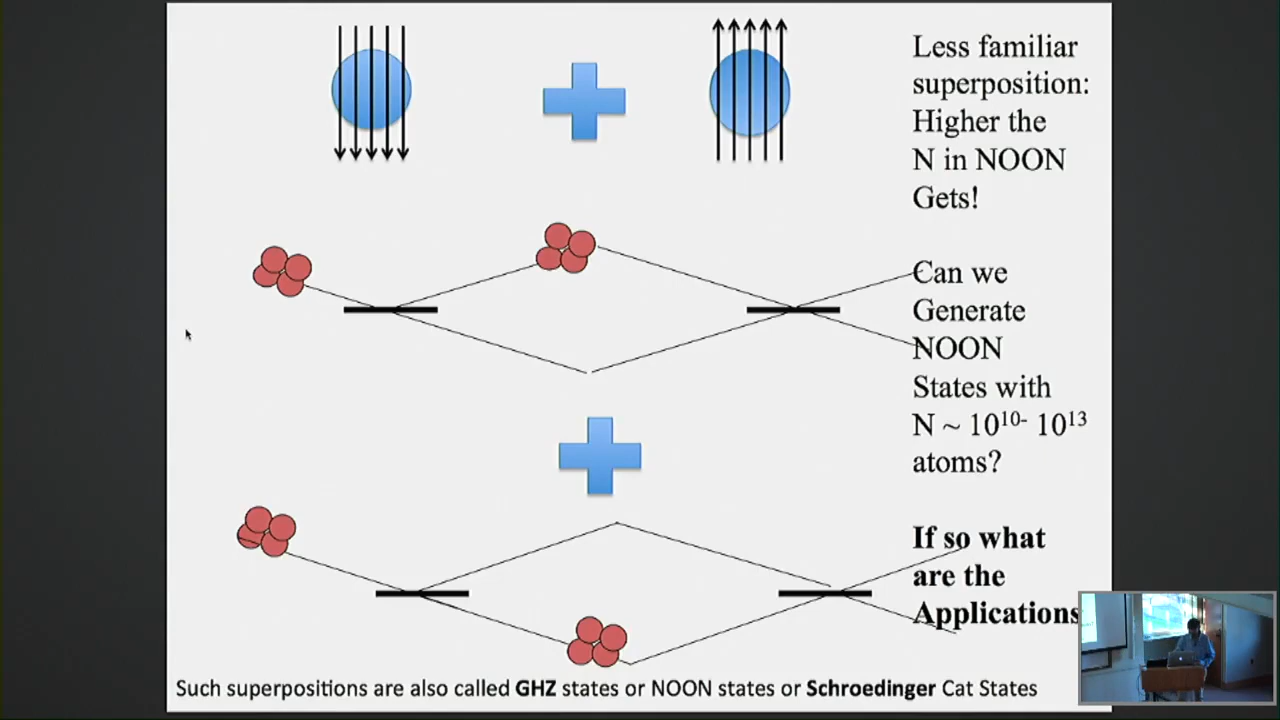 Less familiar
superposition:
Higher the
N in NOON
Gets!
Can we
Generate
NOON
States with
N ~ 10¹⁰⁻ 10¹³
atoms?
If so what
are the
Applications
Such superpositions are also called GHZ states or NOON states or Schroedinger Cat States